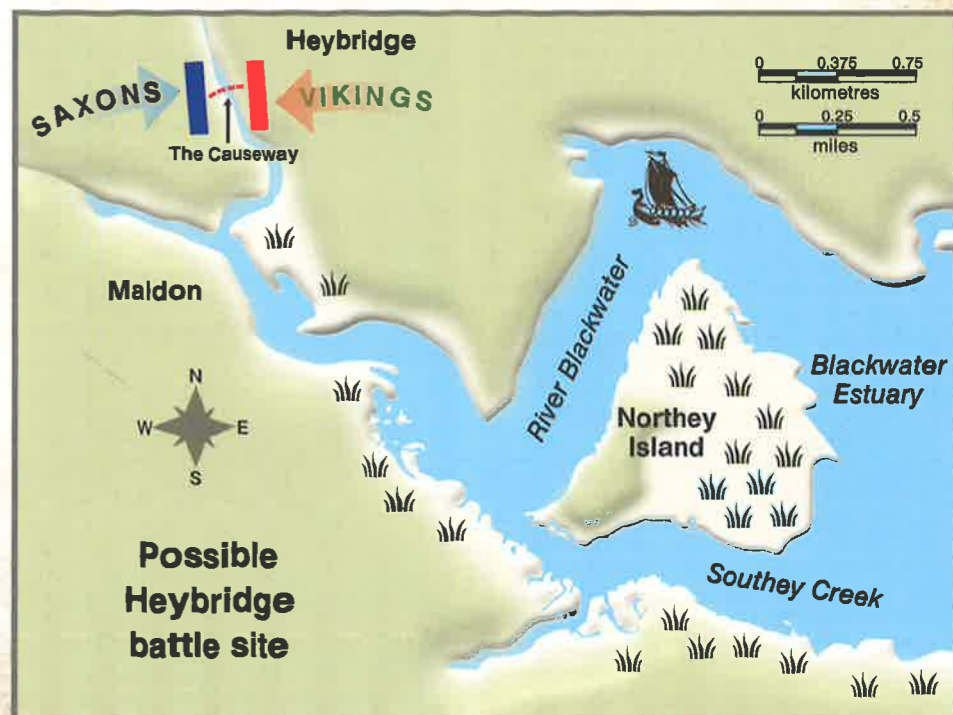 Heybridge
SAXONS
VIKINGS
The Causeway
0 0.375 0.75
kilometres
0 0.25 0.5
miles
Maldon
N
W E
S
River Blackwater
Blackwater
Estuary
Northey
Island
Southey Creek
Possible
Heybridge
battle site